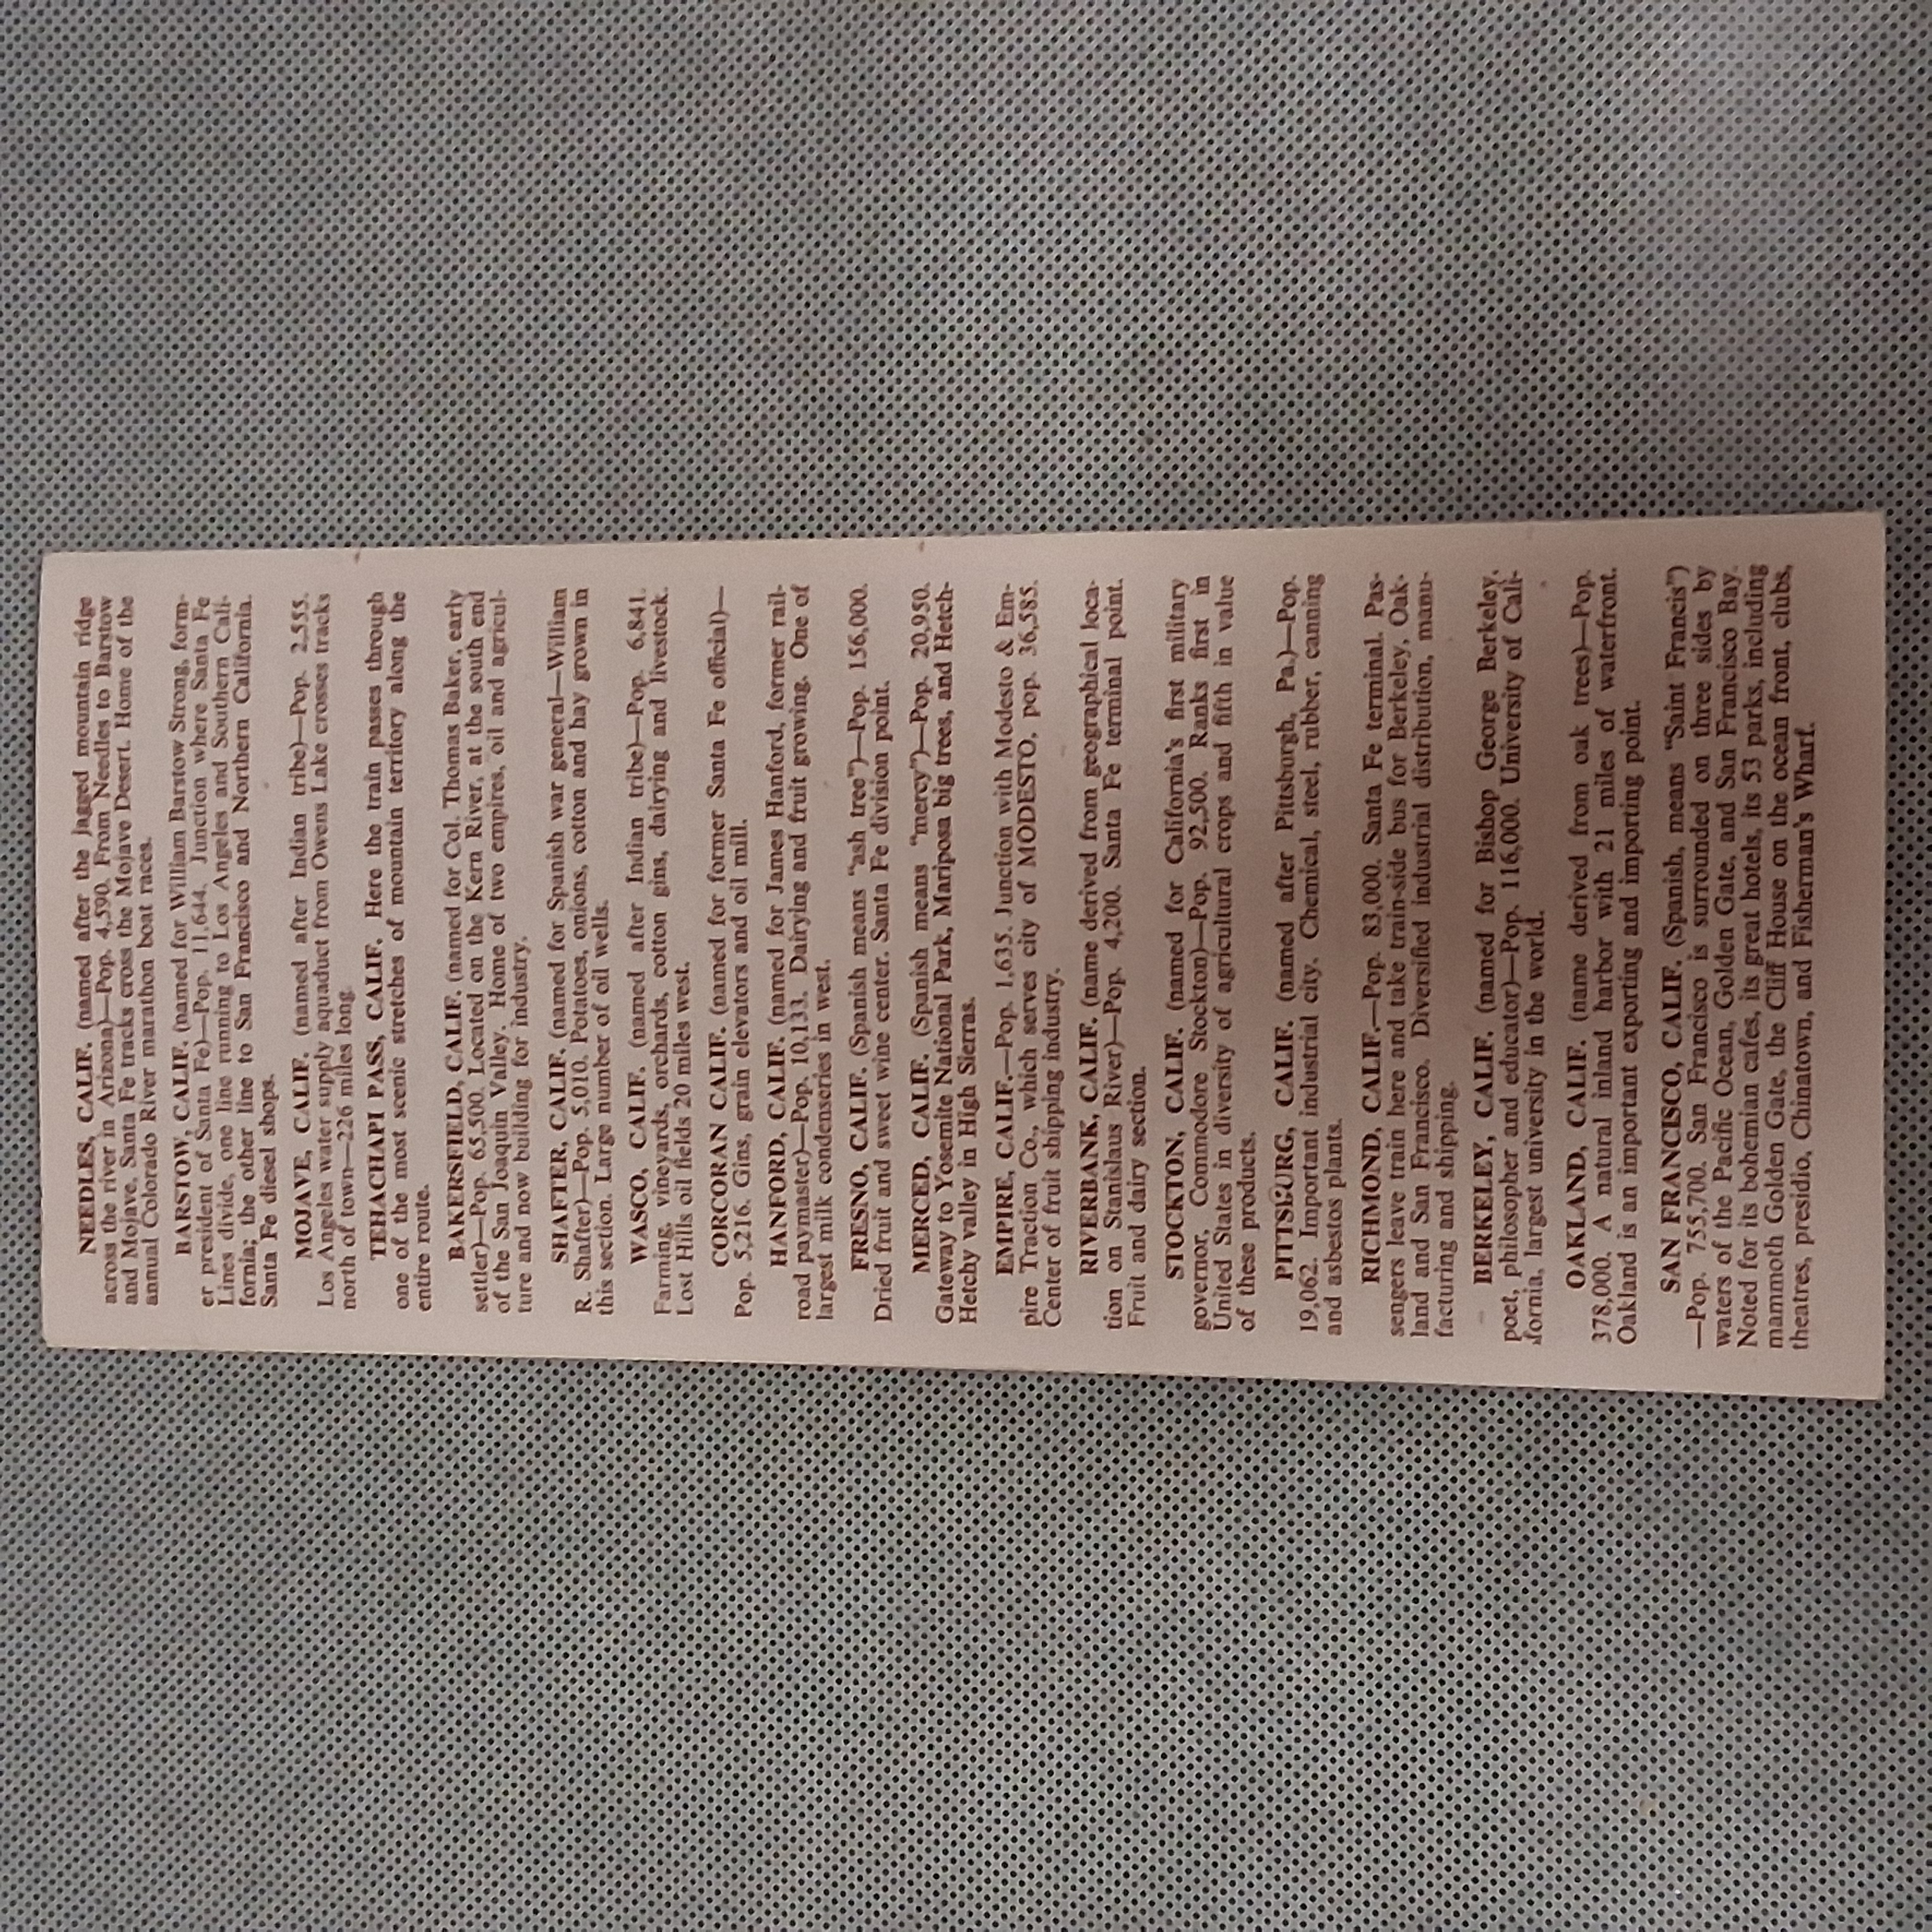 NEEDLES, CALIF. (named after the jagged mountain ridge
across the river in Arizona)—Pop. 4,590. From Needles to Barstow
and Mojave, Santa Fe tracks cross the Mojave Desert. Home of the
annual Colorado River marathon boat races.
BARSTOW, CALIF. (named for William Barstow Strong, form-
er president of Santa Fe)—Pop. 11,644. Junction where Santa Fe
Lines divide, one line running to Los Angeles and Southern Cali-
fornia; the other line to San Francisco and Northern California.
Santa Fe diesel shops.
MOJAVE, CALIF. (named after Indian tribe)—Pop. 2,555.
Los Angeles water supply aquaduct from Owens Lake crosses tracks
north of town—226 miles long.
TEHACHAPI PASS, CALIF. Here the train passes through
one of the most scenic stretches of mountain territory along the
entire route.
BAKERSFIELD, CALIF. (named for Col. Thomas Baker, early
settler)—Pop. 65,500. Located on the Kern River, at the south end
of the San Joaquin Valley. Home of two empires, oil and agricul-
ture and now building for industry.
SHAFTER, CALIF. (named for Spanish war general—William
R. Shafter)—Pop. 5,010. Potatoes, onions, cotton and hay grown in
this section. Large number of oil wells.
WASCO, CALIF. (named after Indian tribe)—Pop. 6,841.
Farming, vineyards, orchards, cotton gins, dairying and livestock.
Lost Hills oil fields 20 miles west.
CORCORAN CALIF. (named for former Santa Fe official)—
Pop. 5,216. Gins, grain elevators and oil mill.
HANFORD, CALIF. (named for James Hanford, former rail-
road paymaster)—Pop. 10,133. Dairying and fruit growing. One of
largest milk condenseries in west.
FRESNO, CALIF. (Spanish means "ash tree")—Pop. 156,000.
Dried fruit and sweet wine center. Santa Fe division point.
MERCED, CALIF. (Spanish means "mercy")—Pop. 20,950.
Gateway to Yosemite National Park, Mariposa big trees, and Hetch-
Hetchy valley in High Sierras.
EMPIRE, CALIF.—Pop. 1,635. Junction with Modesto & Em-
pire Traction Co., which serves city of MODESTO, pop. 36,585.
Center of fruit shipping industry.
RIVERBANK, CALIF. (name derived from geographical loca-
tion on Stanislaus River)—Pop. 4,200. Santa Fe terminal point.
Fruit and dairy section.
STOCKTON, CALIF. (named for California's first military
governor, Commodore Stockton)—Pop. 92,500. Ranks first in
United States in diversity of agricultural crops and fifth in value
of these products.
PITTSBURG, CALIF. (named after Pittsburgh, Pa.)—Pop.
19,062. Important industrial city. Chemical, steel, rubber, canning
and asbestos plants.
RICHMOND, CALIF.—Pop. 83,000. Santa Fe terminal. Pas-
sengers leave train here and take train-side bus for Berkeley, Oak-
land and San Francisco. Diversified industrial distribution, manu-
facturing and shipping.
BERKELEY, CALIF. (named for Bishop George Berkeley,
poet, philosopher and educator)—Pop. 116,000. University of Cali-
fornia, largest university in the world.
OAKLAND, CALIF. (name derived from oak trees)—Pop.
378,000. A natural inland harbor with 21 miles of waterfront.
Oakland is an important exporting and importing point.
SAN FRANCISCO, CALIF. (Spanish, means "Saint Francis")
—Pop. 755,700. San Francisco is surrounded on three sides by
waters of the Pacific Ocean, Golden Gate, and San Francisco Bay.
Noted for its bohemian cafes, its great hotels, its 53 parks, including
mammoth Golden Gate, the Cliff House on the ocean front, clubs,
theatres, presidio, Chinatown, and Fisherman's Wharf.